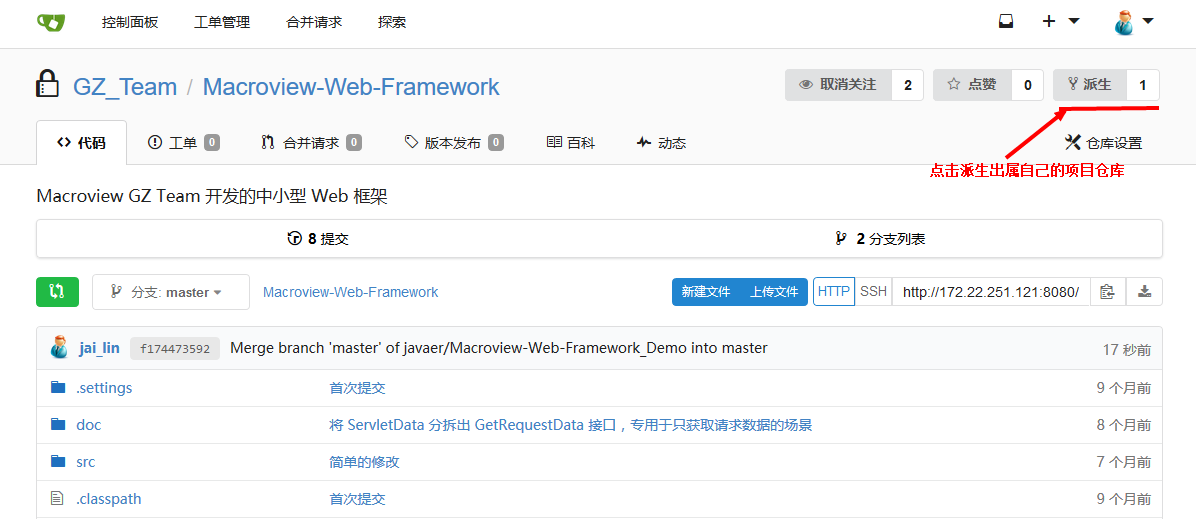 控制面板 工单管理 合并请求 探索
GZ_Team / Macroview-Web-Framework 取消关注 2 点赞 0 派生 1
代码 工单 0 合并请求 0 版本发布 0 百科 动态 仓库设置
点击派生出属自己的项目仓库
Macroview GZ Team 开发的中小型 Web 框架
8 提交 2 分支列表
分支: master Macroview-Web-Framework 新建文件 上传文件 HTTP SSH http://172.22.251.121:8080/
jai_lin f174473592 Merge branch 'master' of javaer/Macroview-Web-Framework_Demo into master 17 秒前
.settings 首次提交 9 个月前
doc 将 ServletData 分拆出 GetRequestData 接口，专用于只获取请求数据的场景 8 个月前
src 简单的修改 7 个月前
.classpath 首次提交 9 个月前